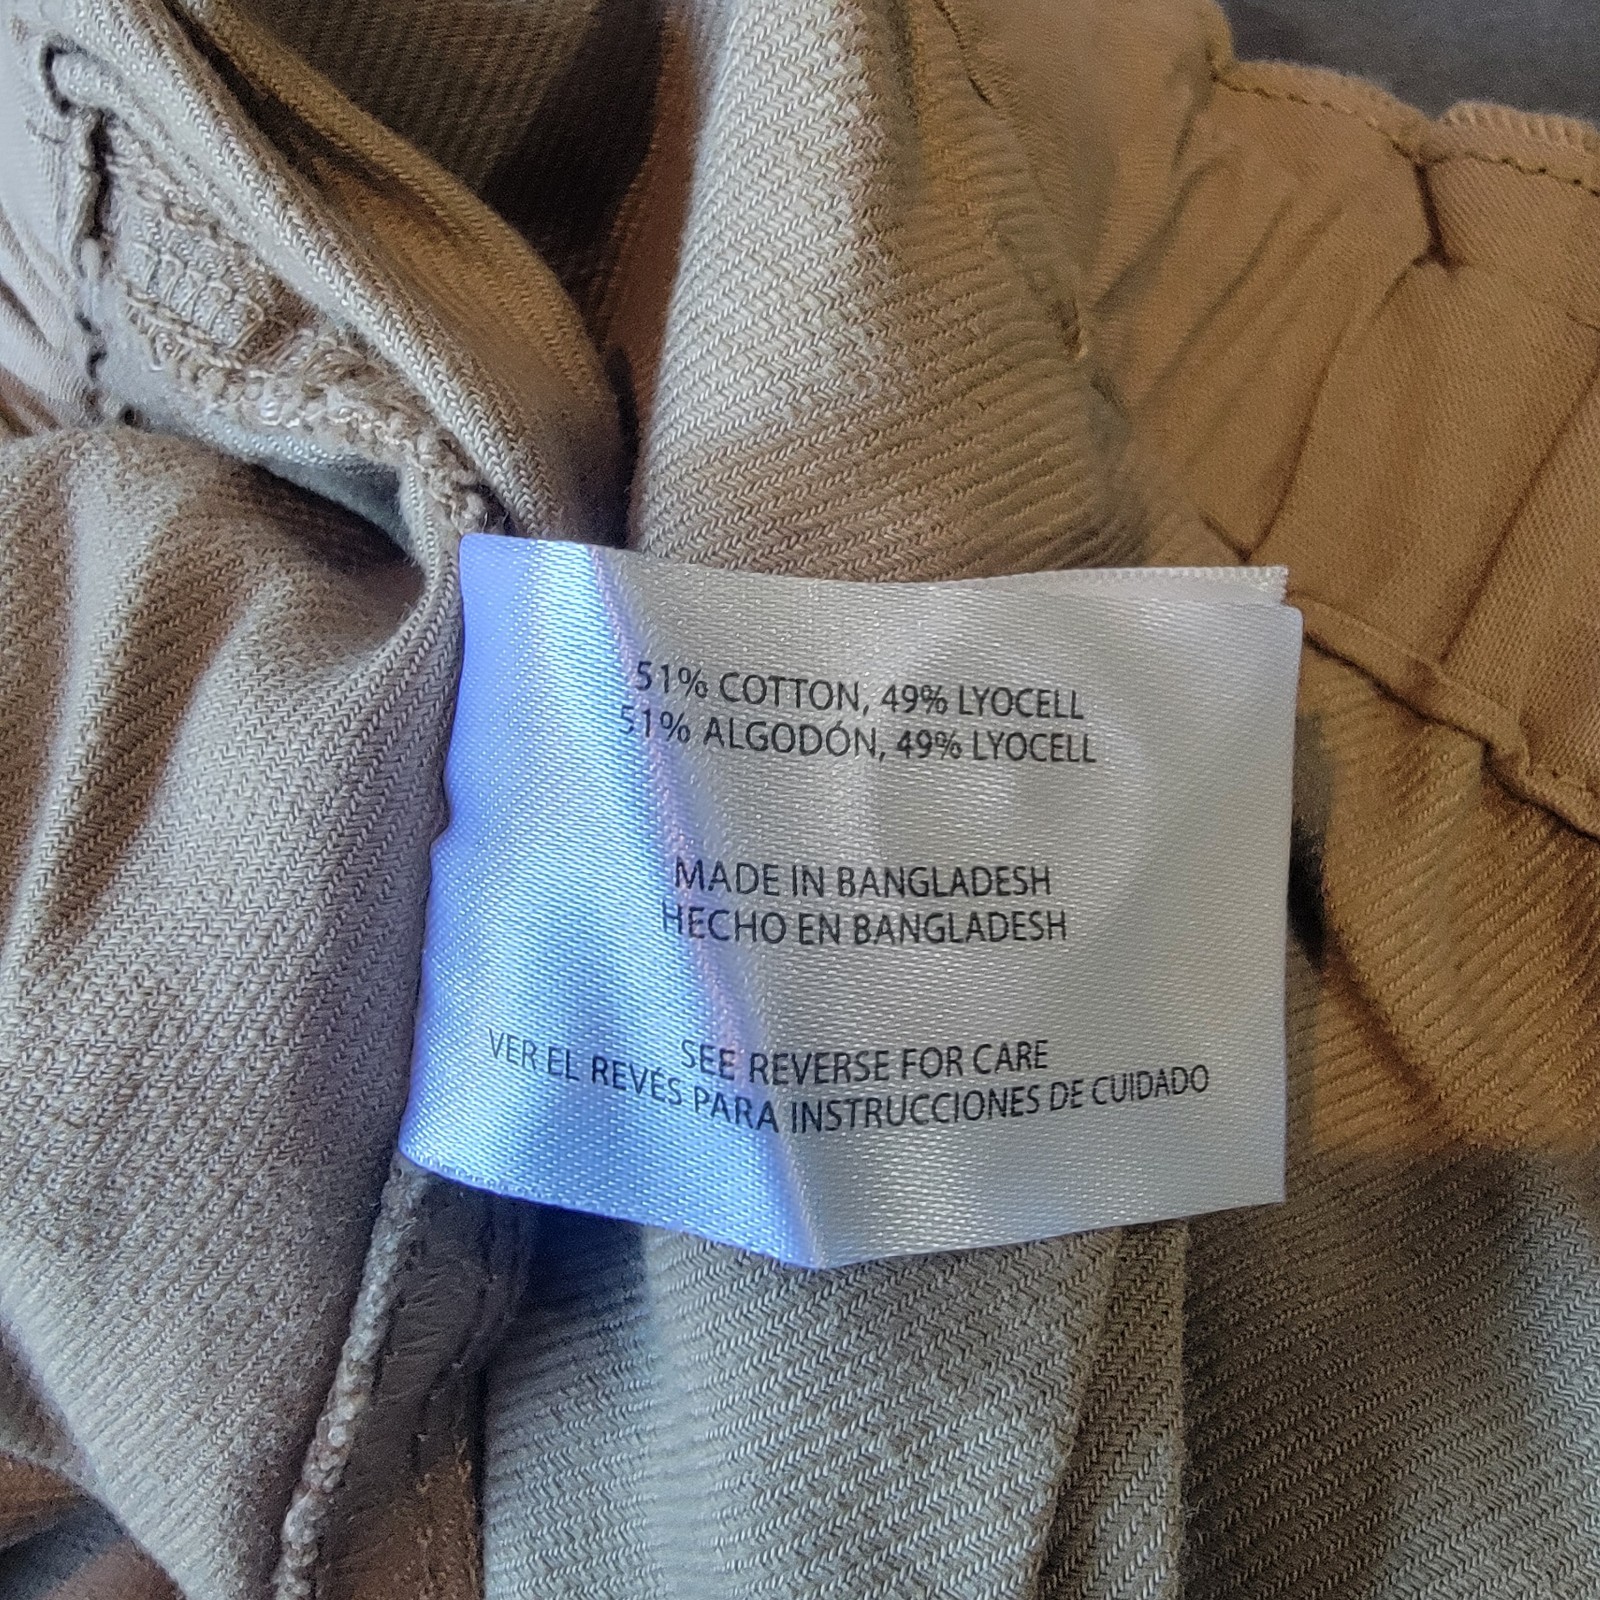 51% COTTON, 49% LYOCELL
51% ALGODÓN, 49% LYOCELL
MADE IN BANGLADESH
HECHO EN BANGLADESH
SEE REVERSE FOR CARE
VER EL REVÉS PARA INSTRUCCIONES DE CUIDADO